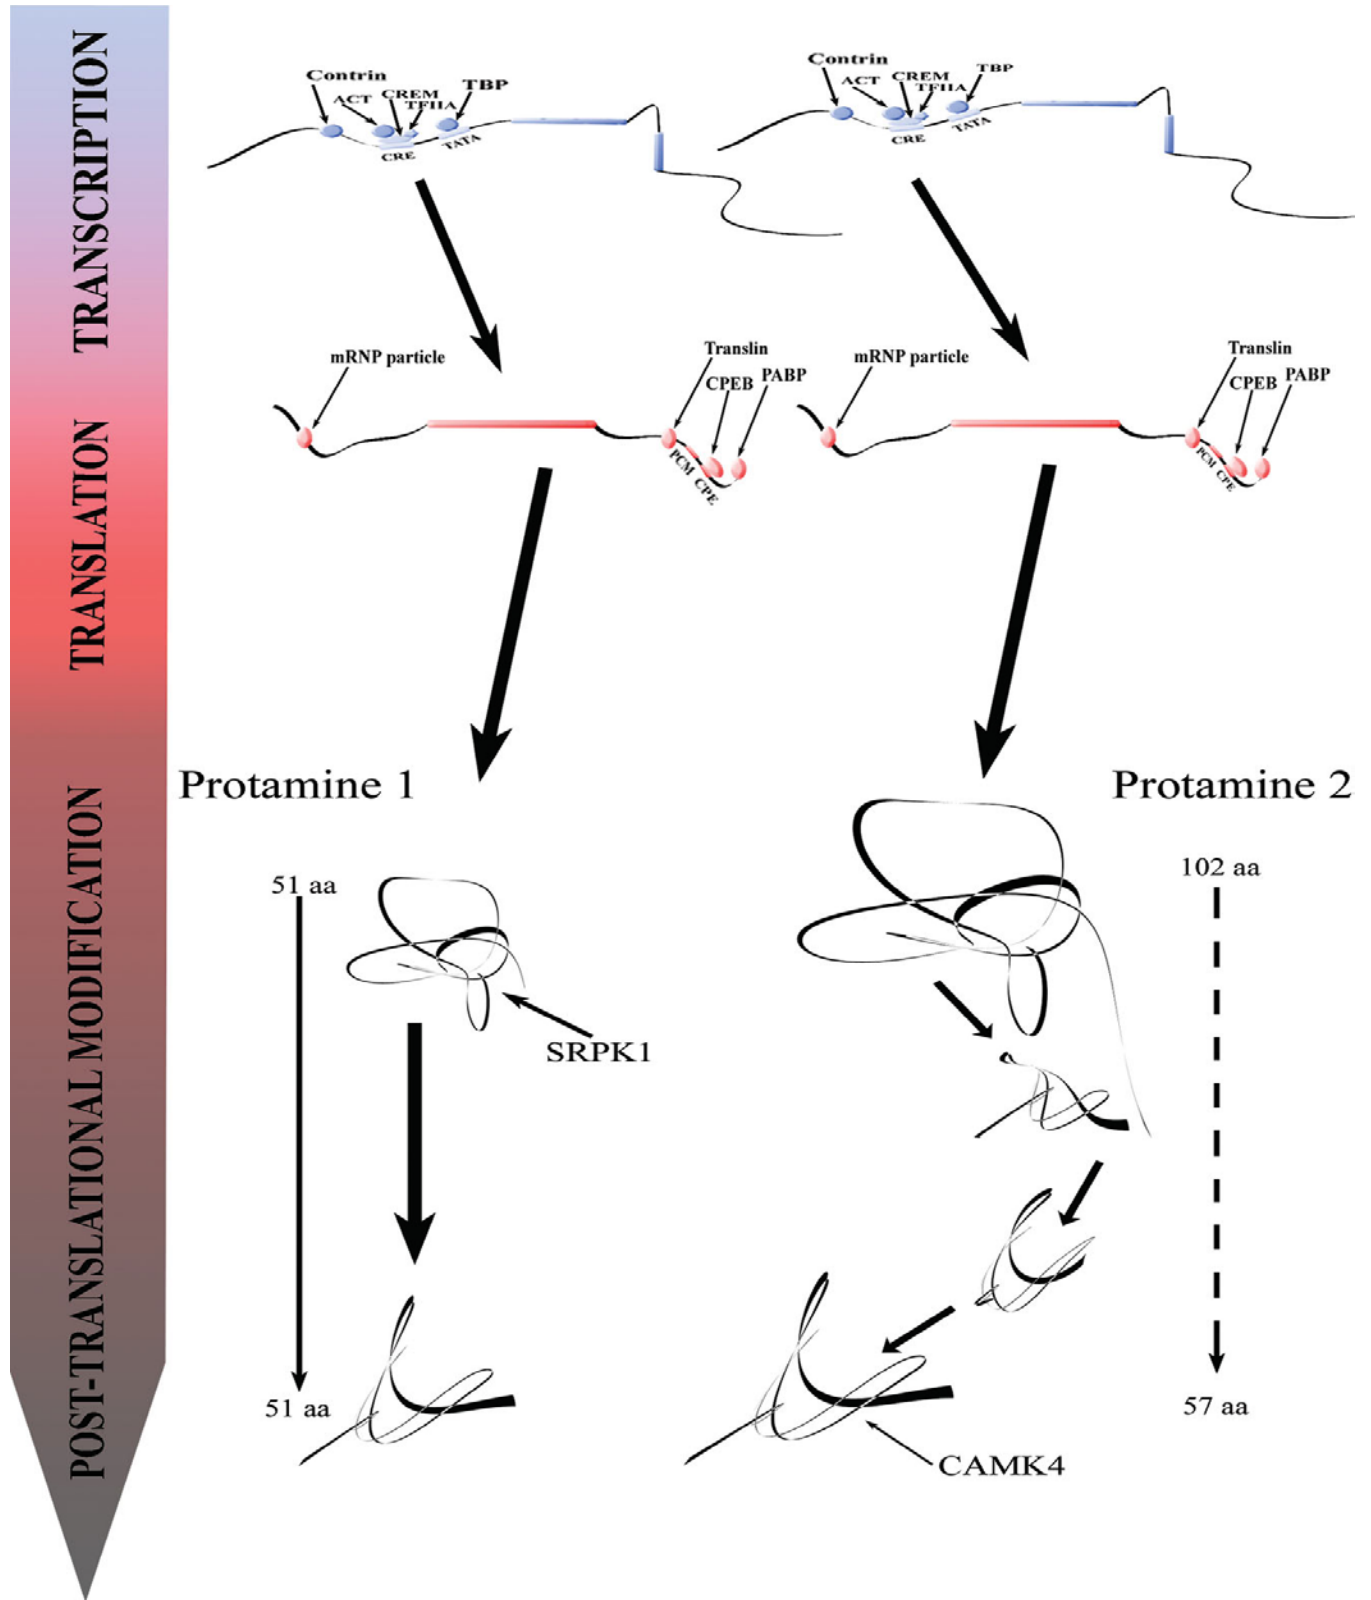 TRANSCRIPTION
Contrin
ACT
CREM
TFIIA
TBP
CRE
TATA
Contrin
ACT
CREM
TFIIA
TBP
CRE
TATA
TRANSLATION
mRNP particle
Translin
CPEB
PABP
PCM
CPE
mRNP particle
Translin
CPEB
PABP
PCM
CPE
POST-TRANSLATIONAL MODIFICATION
Protamine 1
51 aa
SRPK1
51 aa
Protamine 2
102 aa
57 aa
CAMK4